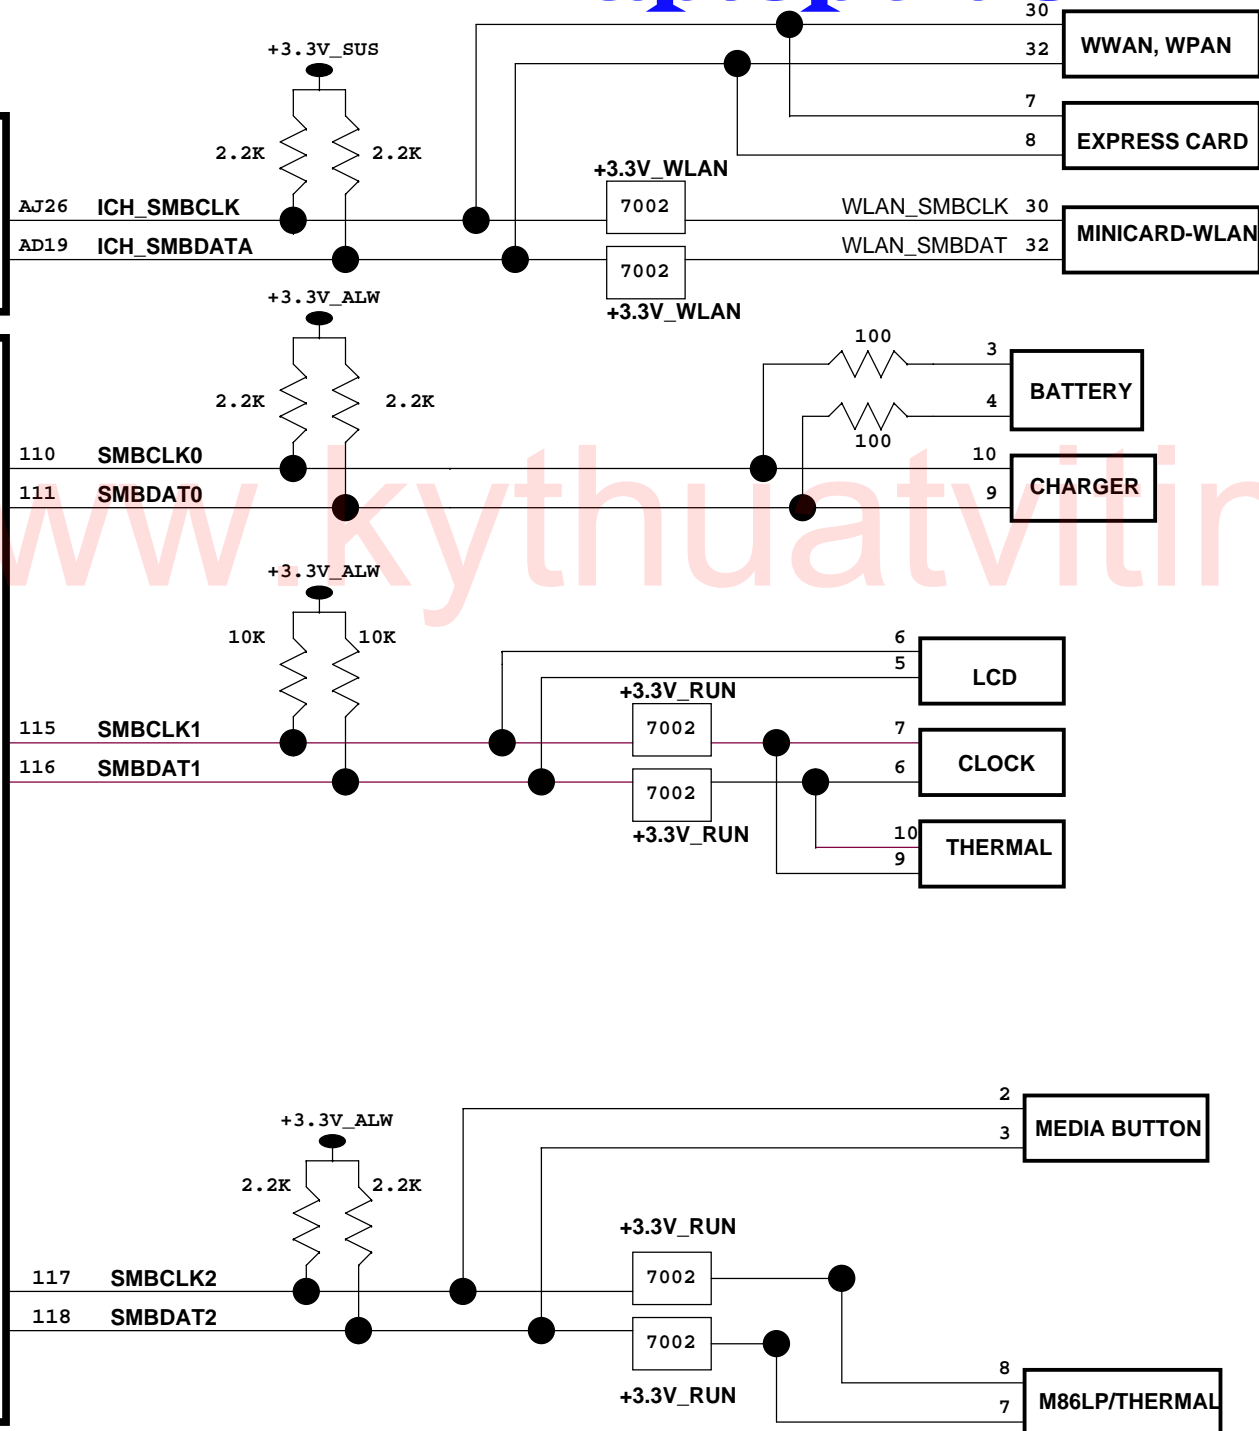 30
+3.3V_SUS
32
WWAN, WPAN
7
2.2K
2.2K
8
EXPRESS CARD
+3.3V_WLAN
AJ26 ICH_SMBCLK
7002
WLAN_SMBCLK 30
AD19 ICH_SMBDATA
7002
WLAN_SMBDAT 32
MINICARD-WLAN
+3.3V_ALW
+3.3V_WLAN
100
3
2.2K
2.2K
4
BATTERY
100
110 SMBCLK0
10
111 SMBDAT0
9
CHARGER
+3.3V_ALW
10K
10K
6
5
LCD
+3.3V_RUN
115 SMBCLK1
7002
7
116 SMBDAT1
7002
6
CLOCK
+3.3V_RUN
10
9
THERMAL
2
+3.3V_ALW
3
MEDIA BUTTON
2.2K
2.2K
+3.3V_RUN
117 SMBCLK2
7002
118 SMBDAT2
7002
+3.3V_RUN
8
7
M86LP/THERMAL